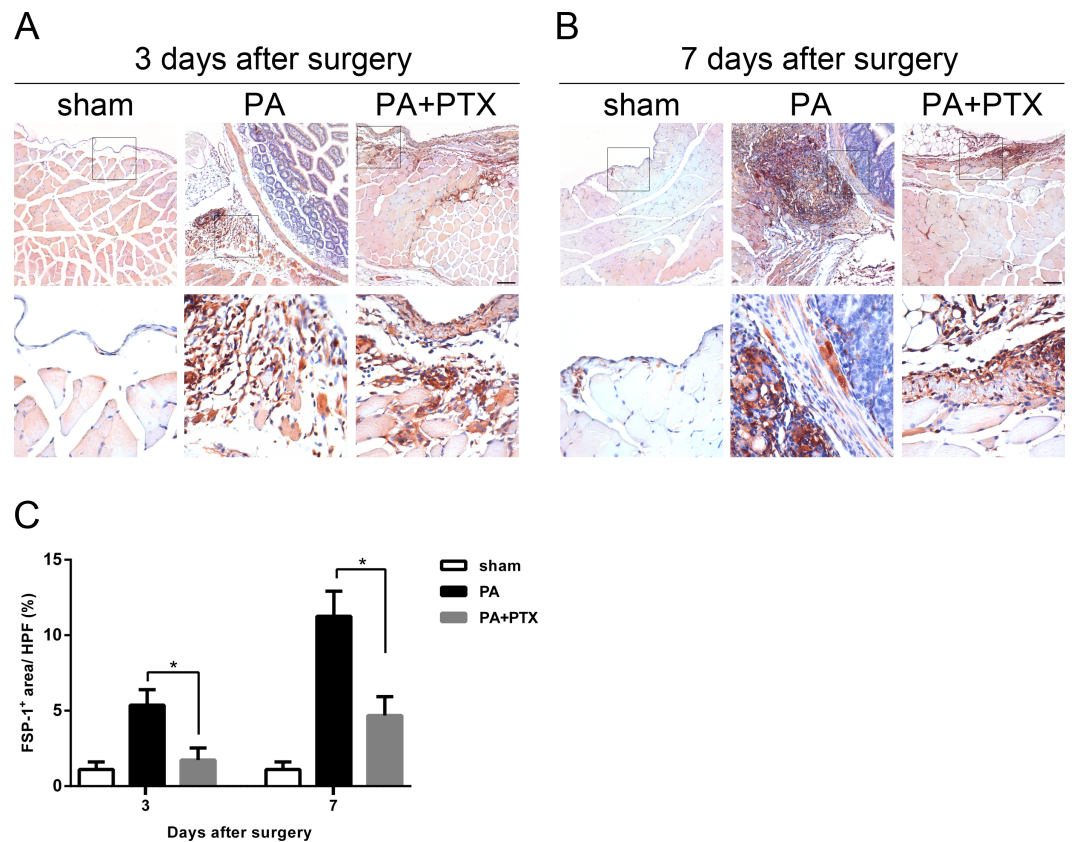 A
3 days after surgery
sham PA PA+PTX
B
7 days after surgery
sham PA PA+PTX
C
FSP-1⁺ area/ HPF (%)
15
10
5
0
*
*
3 7
Days after surgery
sham
PA
PA+PTX